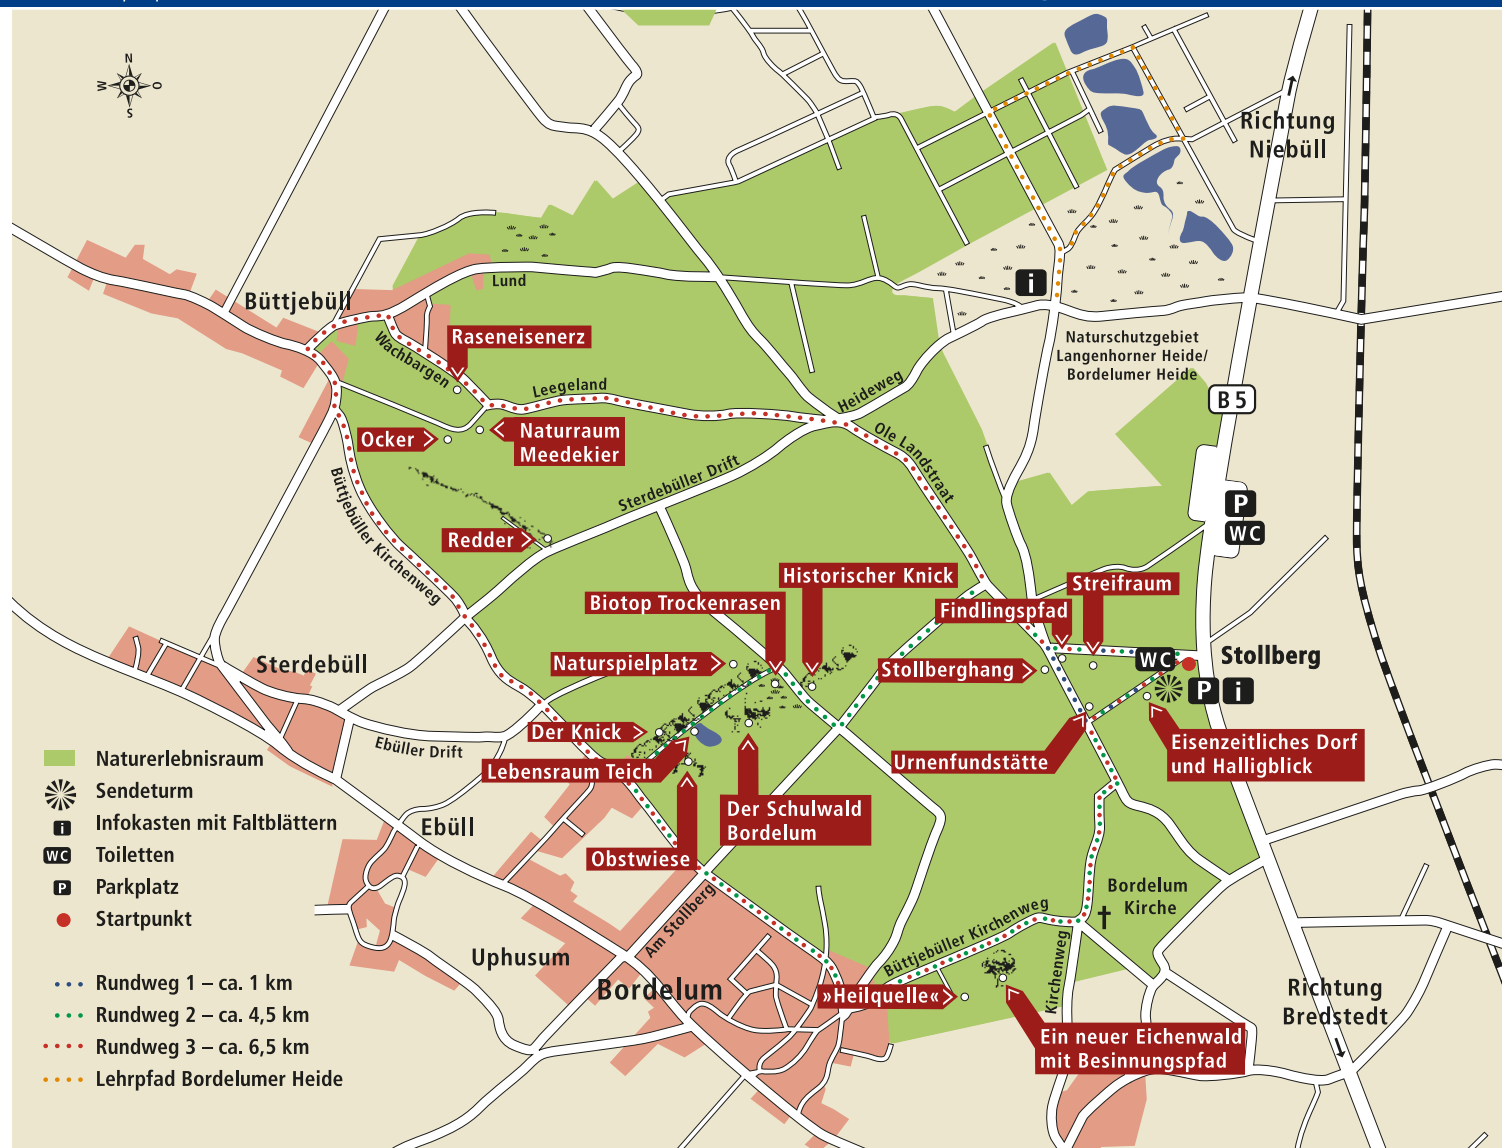 N
W
O
S
Richtung
Niebüll
Büttjebüll
Lund
Raseneisenerz
Wachbargen
Leegeland
Heideweg
Naturschutzgebiet
Langenhorner Heide/
Bordelumer Heide
i
B 5
Ocker
Naturraum
Meedekier
Ole Landstraat
Büttjebüller Kirchenweg
Sterdebüller Drift
P
WC
Redder
Historischer Knick
Streifraum
Biotop Trockenrasen
Findlingspfad
Sterdebüll
Naturspielplatz
Stollberghang
WC
Stollberg
P
i
Der Knick
Ebüller Drift
Lebensraum Teich
Urnenfundstätte
Eisenzeitliches Dorf
und Halligblick
Naturerlebnisraum
Sendeturm
i
Infokasten mit Faltblättern
WC
Toiletten
P
Parkplatz
Startpunkt
Ebüll
Der Schulwald
Bordelum
Obstwiese
Bordelum
Kirche
Am Stollberg
Büttjebüller Kirchenweg
Kirchenweg
Uphusum
Bordelum
»Heilquelle«
Richtung
Bredstedt
Ein neuer Eichenwald
mit Besinnungspfad
Rundweg 1 – ca. 1 km
Rundweg 2 – ca. 4,5 km
Rundweg 3 – ca. 6,5 km
Lehrpfad Bordelumer Heide